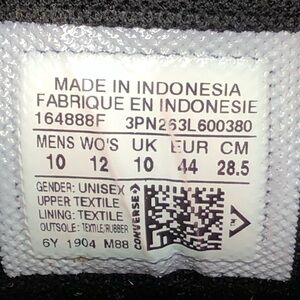 MADE IN INDONESIA
FABRIQUE EN INDONESIE
164888F 3PN263L600380
MENS WO'S UK EUR CM
10 12 10 44 28.5
GENDER: UNISEX
UPPER TEXTILE
LINING: TEXTILE
OUTSOLE: TEXTILE/RUBBER
6Y 1904 M88
CONVERSE